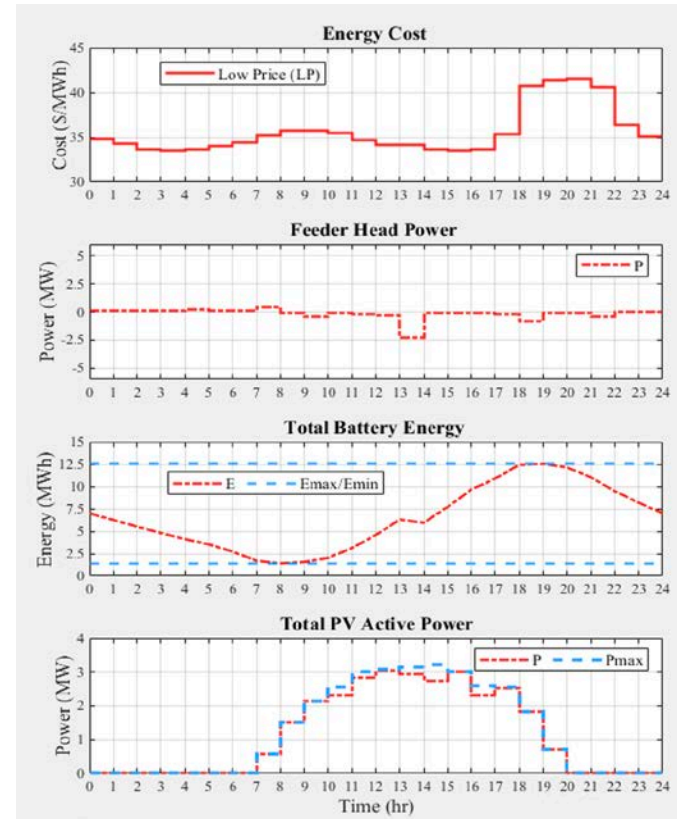 Energy Cost
45
40
35
30
Cost ($/MWh)
Low Price (LP)
0 1 2 3 4 5 6 7 8 9 10 11 12 13 14 15 16 17 18 19 20 21 22 23 24
Feeder Head Power
5
2.5
0
-2.5
-5
Power (MW)
P
0 1 2 3 4 5 6 7 8 9 10 11 12 13 14 15 16 17 18 19 20 21 22 23 24
Total Battery Energy
15
12.5
10
7.5
5
2.5
0
Energy (MWh)
E Emax/Emin
0 1 2 3 4 5 6 7 8 9 10 11 12 13 14 15 16 17 18 19 20 21 22 23 24
Total PV Active Power
4
3
2
1
0
Power (MW)
P Pmax
0 1 2 3 4 5 6 7 8 9 10 11 12 13 14 15 16 17 18 19 20 21 22 23 24
Time (hr)